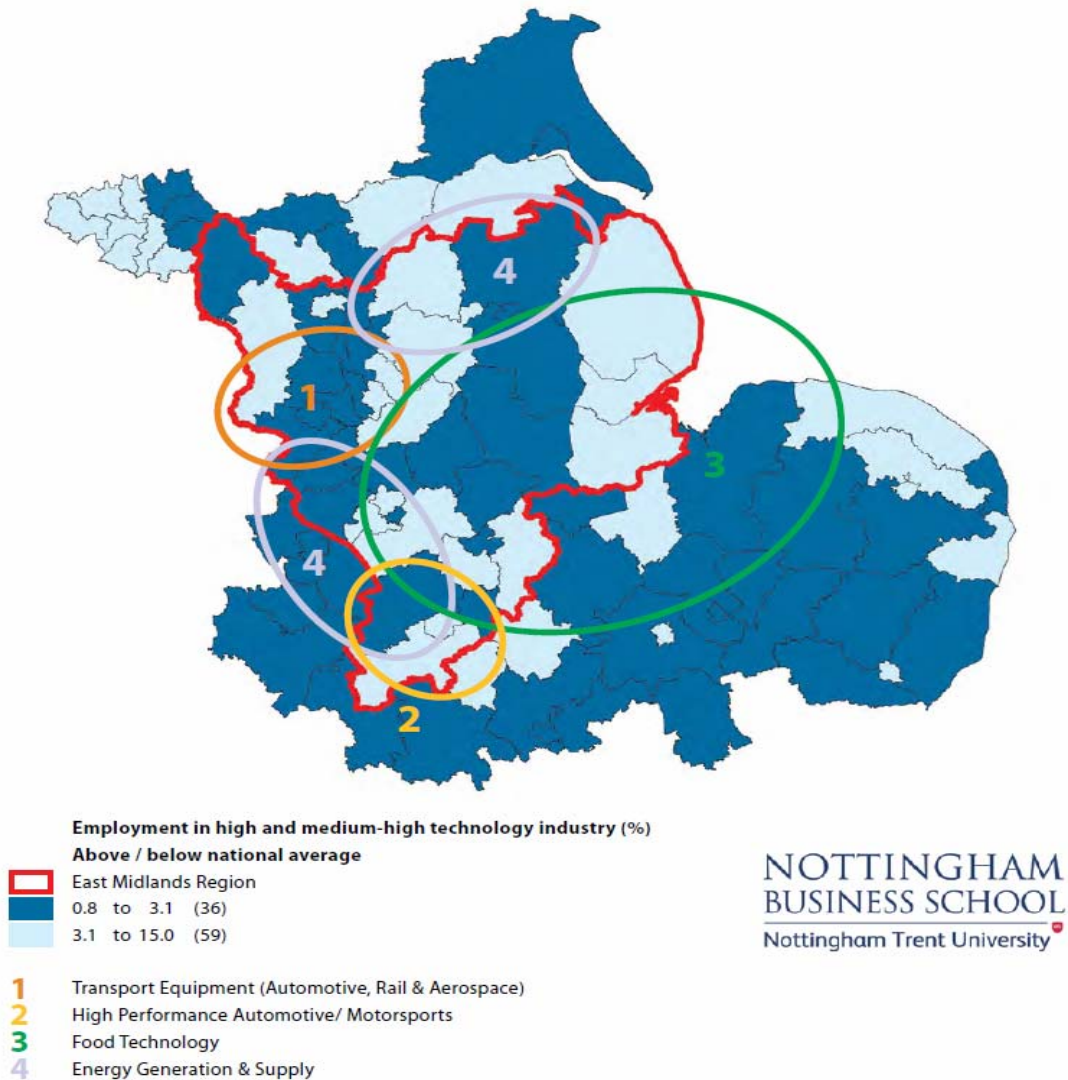 4
1
3
4
2
Employment in high and medium-high technology industry (%)
Above / below national average
East Midlands Region
0.8 to 3.1 (36)
3.1 to 15.0 (59)
NOTTINGHAM
BUSINESS SCHOOL
Nottingham Trent University
1 Transport Equipment (Automotive, Rail & Aerospace)
2 High Performance Automotive/ Motorsports
3 Food Technology
4 Energy Generation & Supply